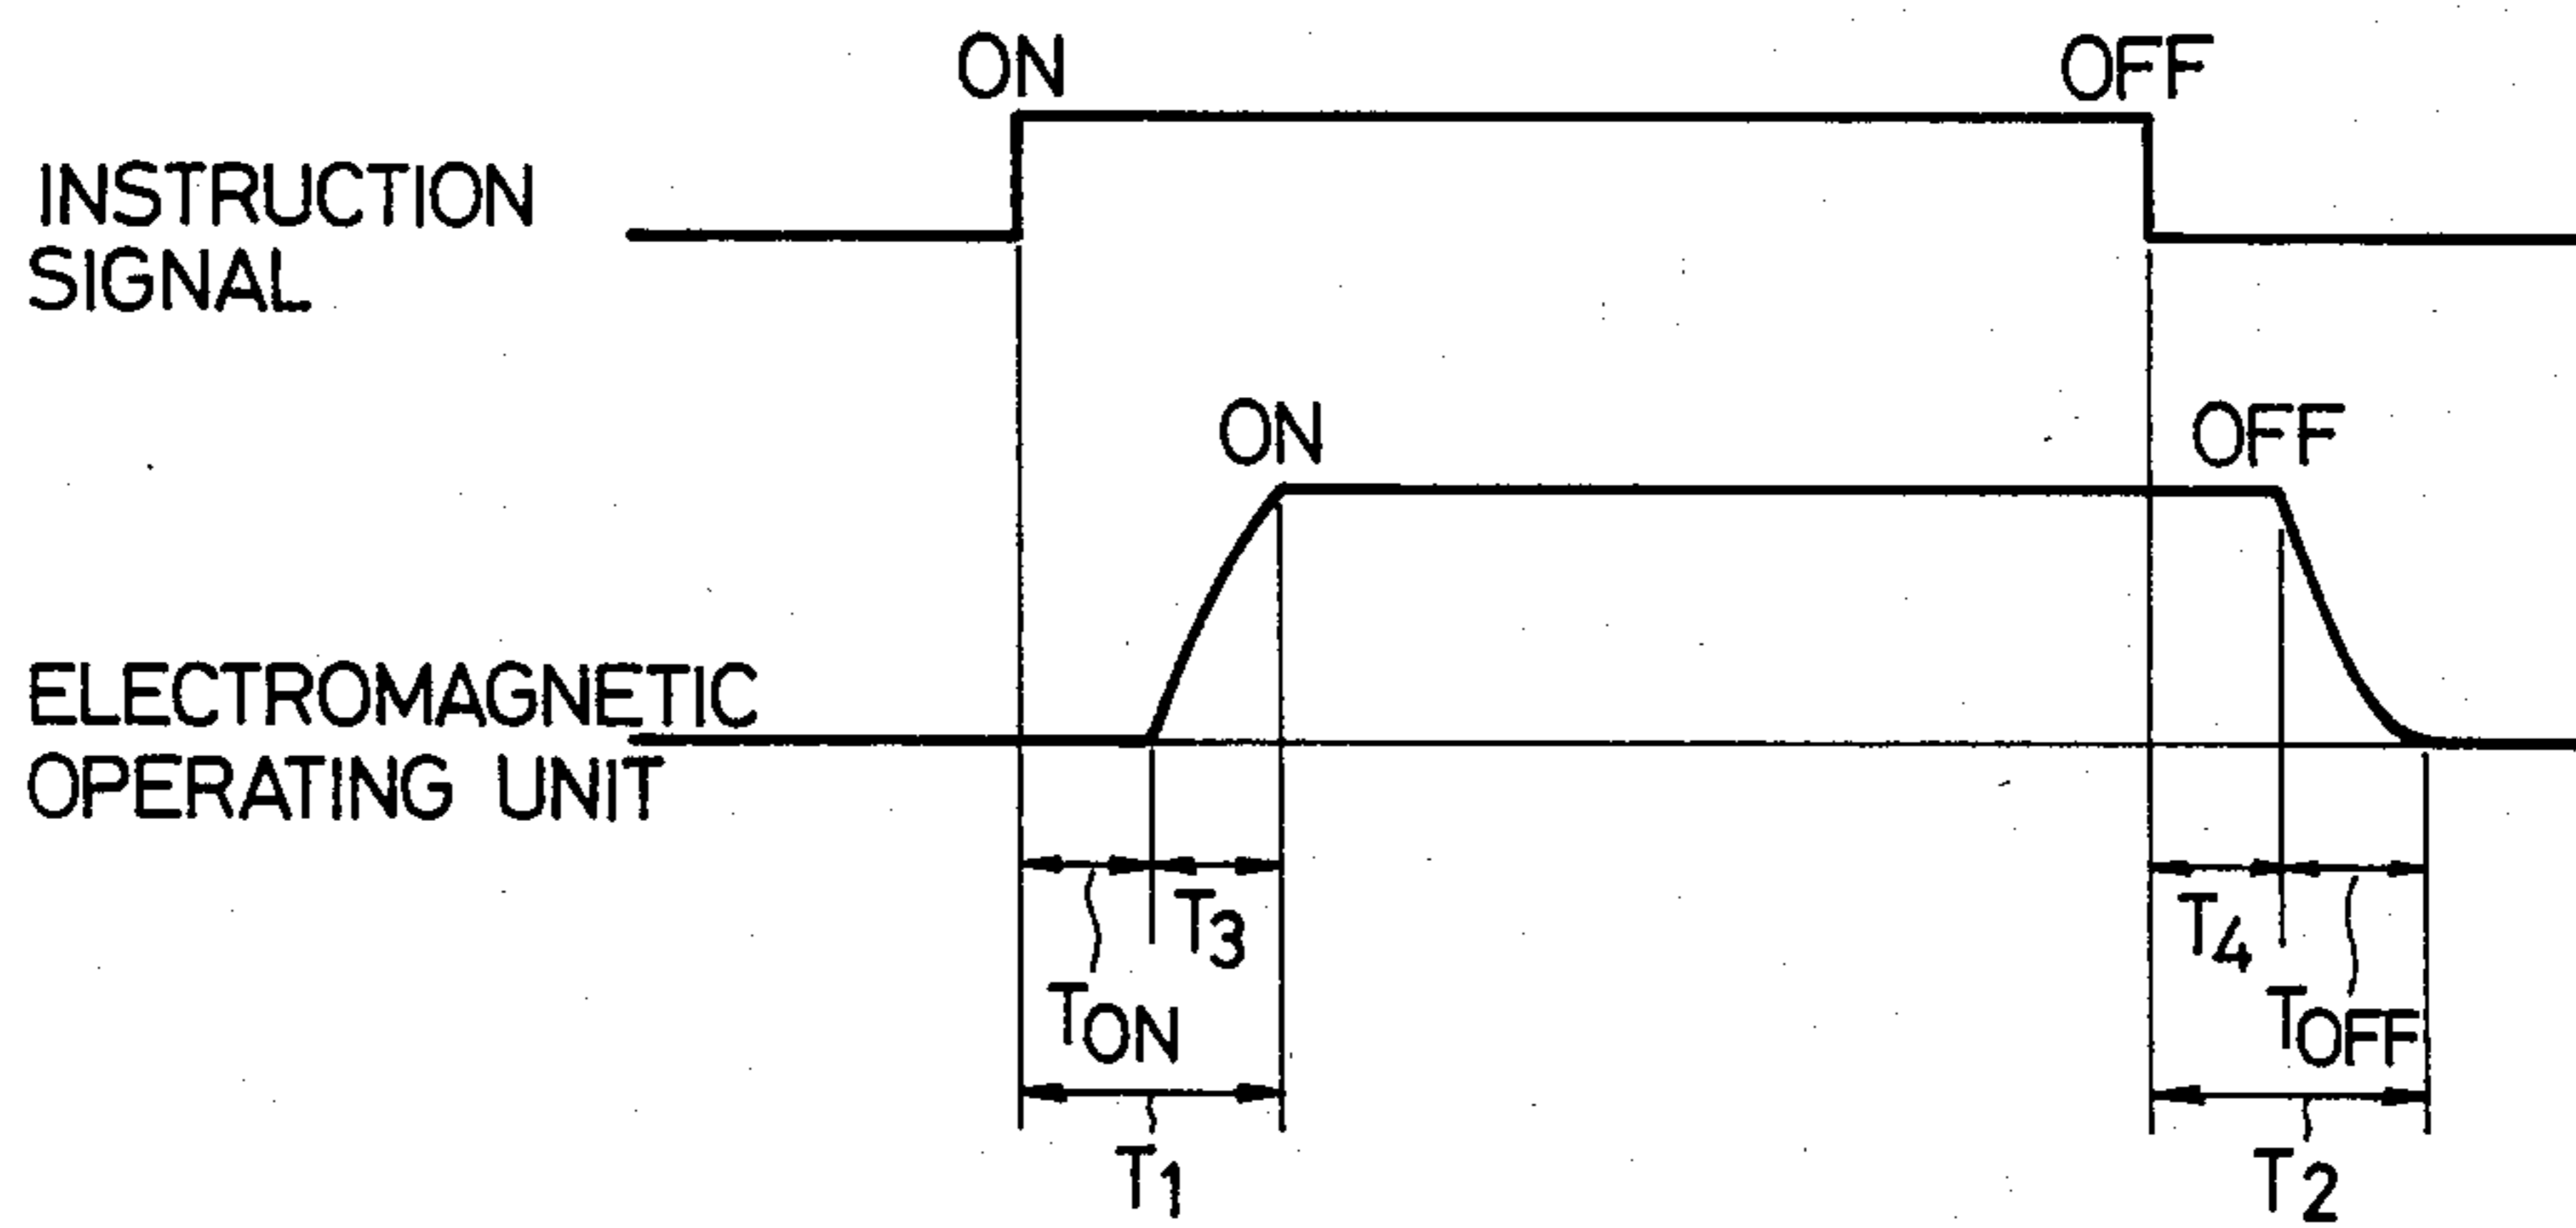 ON
OFF
INSTRUCTION
SIGNAL
ON
OFF
ELECTROMAGNETIC
OPERATING UNIT
T3
T4
TON
TOFF
T1
T2